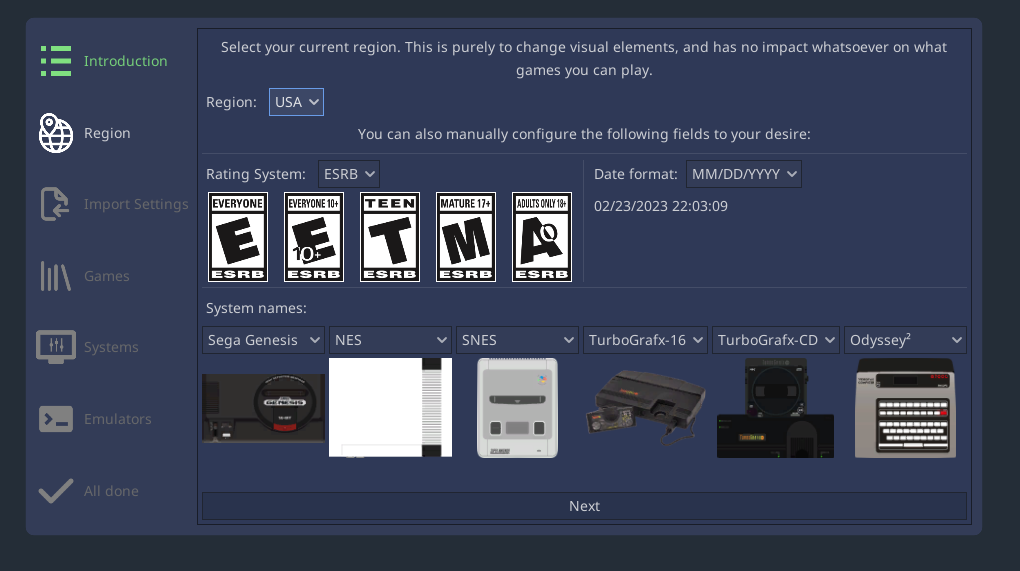 Introduction
Region
Import Settings
Games
Systems
Emulators
All done
Select your current region. This is purely to change visual elements, and has no impact whatsoever on what
games you can play.
Region: USA
You can also manually configure the following fields to your desire:
Rating System: ESRB
Date format: MM/DD/YYYY
EVERYONE E ESRB
EVERYONE 10+ E 10+ ESRB
TEEN T ESRB
MATURE 17+ M ESRB
ADULTS ONLY 18+ AO ESRB
02/23/2023 22:03:09
System names:
Sega Genesis NES SNES TurboGrafx-16 TurboGrafx-CD Odyssey²
GENESIS
Next